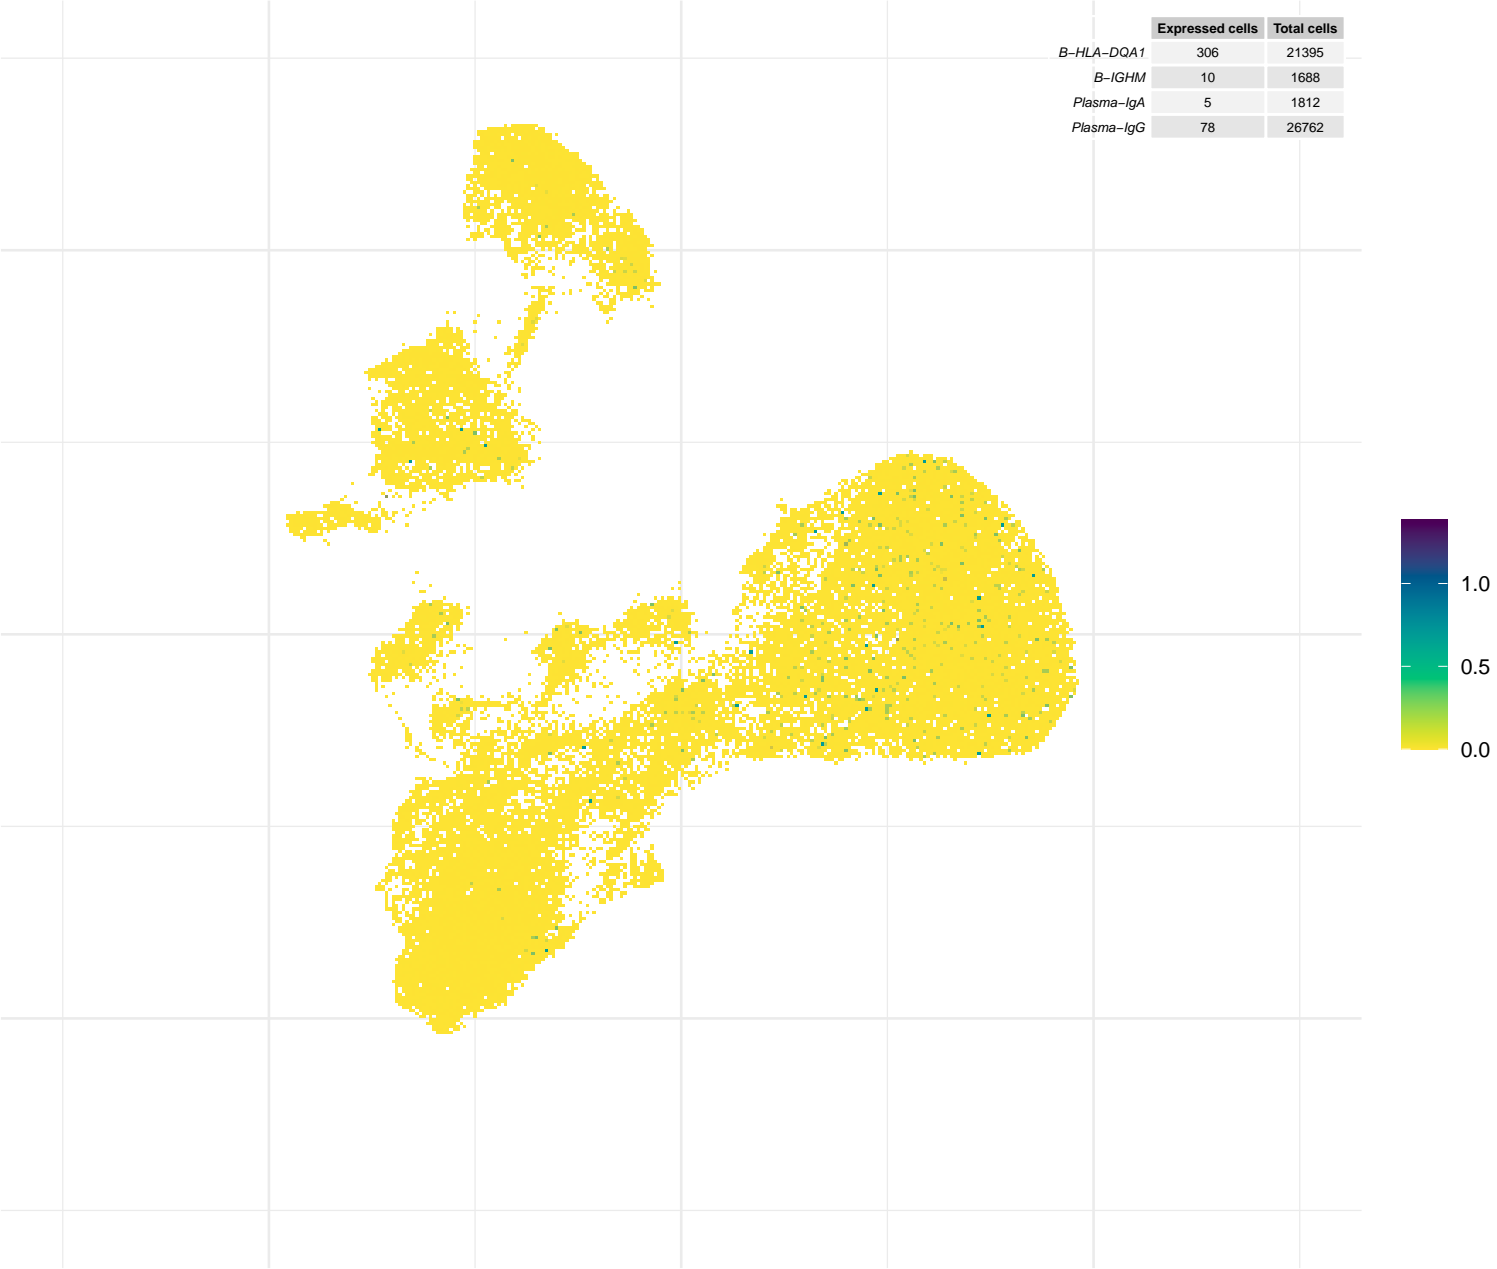 Expressed cells Total cells
B–HLA–DQA1 306 21395
B–IGHM 10 1688
Plasma–IgA 5 1812
Plasma–IgG 78 26762
1.0
0.5
0.0